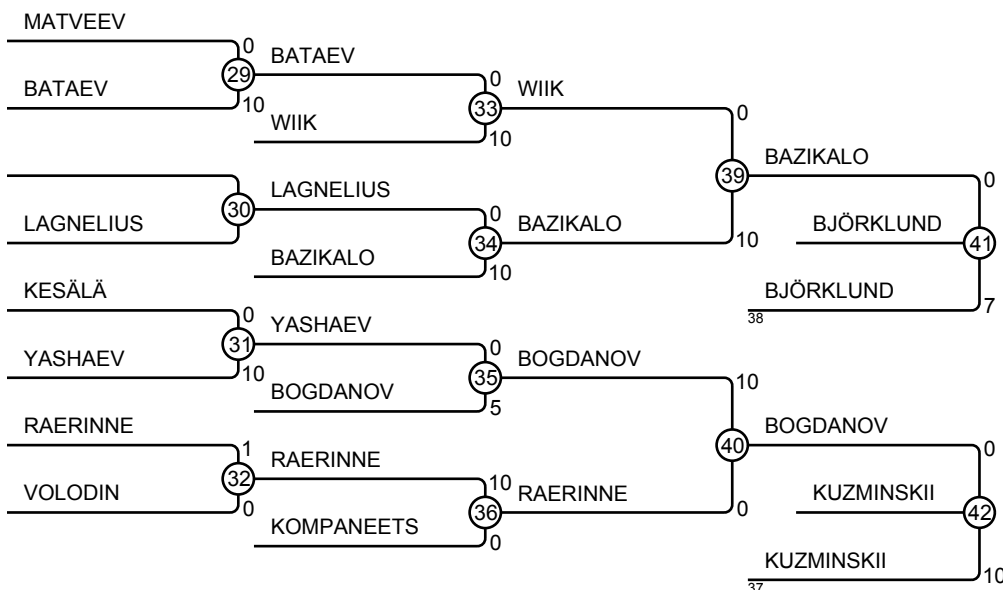 MATVEEV
0
29
BATAEV
0
BATAEV
10
33
WIIK
0
WIIK
10
39
BAZIKALO
0
30
LAGNELIUS
0
LAGNELIUS
34
BAZIKALO
10
BJÖRKLUND
41
BAZIKALO
10
KESÄLÄ
0
BJÖRKLUND
7
38
31
YASHAEV
0
YASHAEV
10
35
BOGDANOV
10
BOGDANOV
5
RAERINNE
1
40
BOGDANOV
0
32
RAERINNE
10
VOLODIN
0
36
RAERINNE
0
KUZMINSKII
42
KOMPANEETS
0
KUZMINSKII
10
37